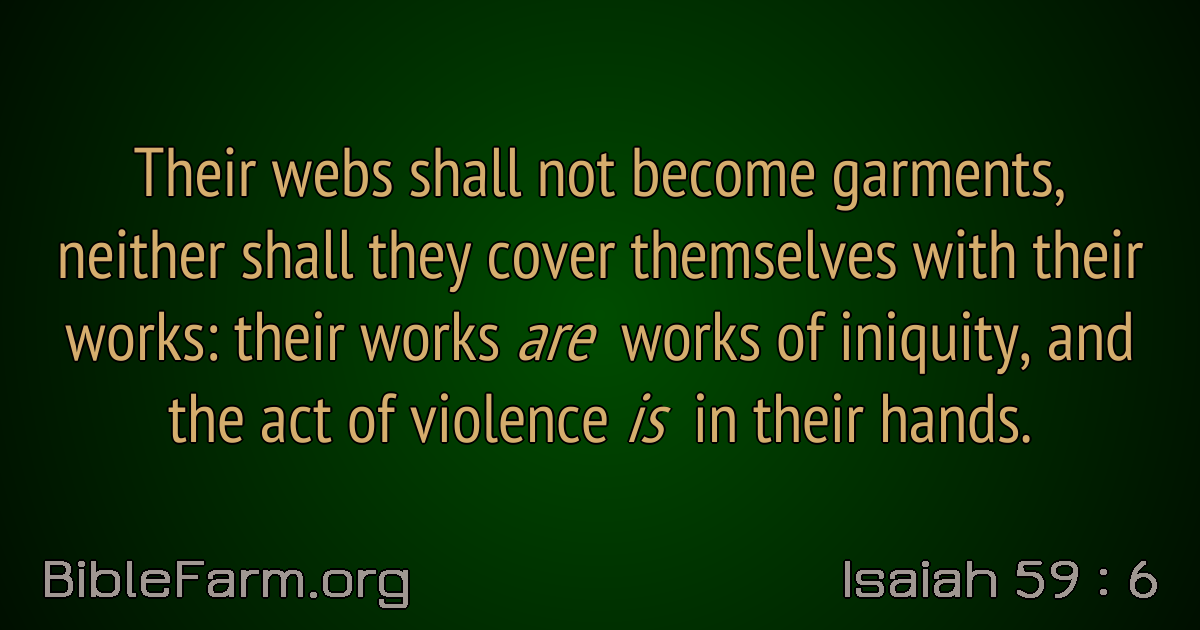 Their webs shall not become garments,
neither shall they cover themselves with their
works: their works are works of iniquity, and
the act of violence is in their hands.
BibleFarm.org
Isaiah 59 : 6